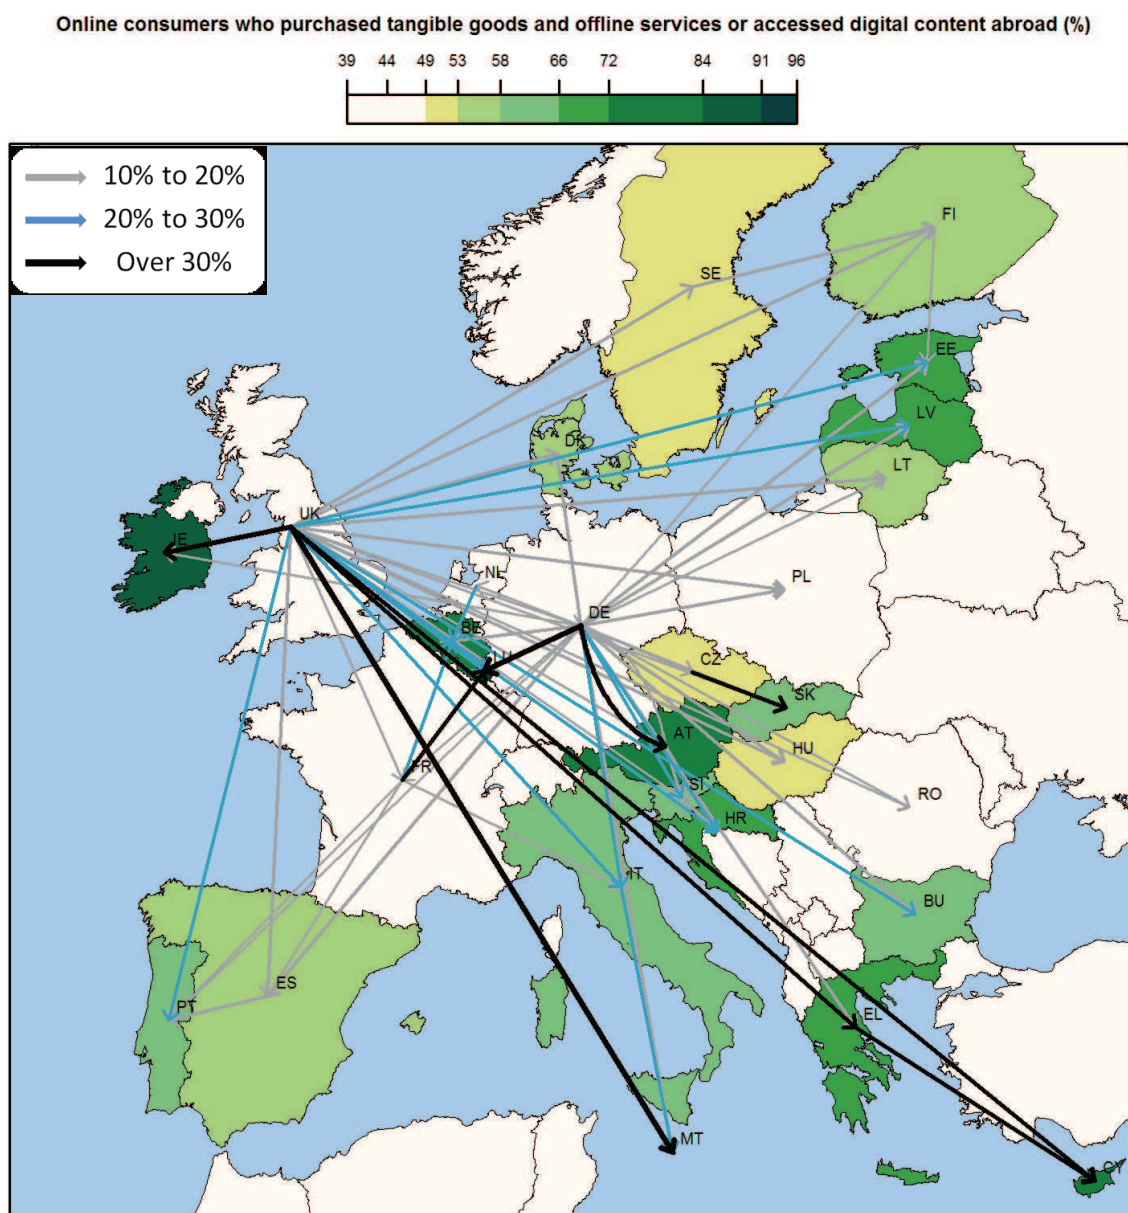 Online consumers who purchased tangible goods and offline services or accessed digital content abroad (%)
39 44 49 53 58 66 72 84 91 96
10% to 20%
20% to 30%
Over 30%
FI
SE
EE
LV
DK
LT
UK
IE
NL
PL
DE
BE
LU
CZ
SK
AT
HU
FR
SI
RO
HR
IT
BU
ES
PT
EL
MT
CY